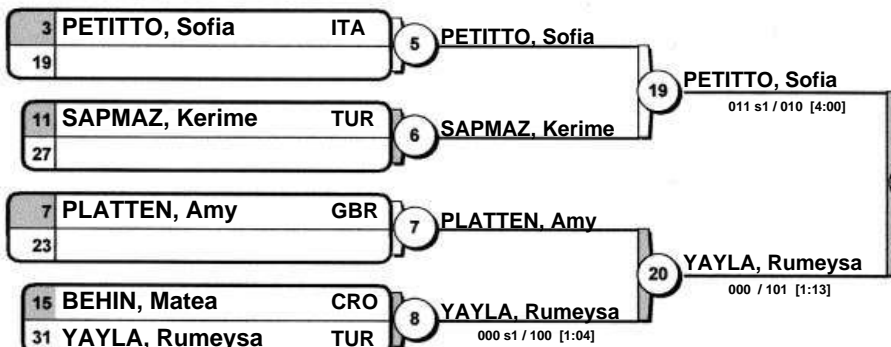 3 PETITTO, Sofia ITA
19
5
PETITTO, Sofia
11 SAPMAZ, Kerime TUR
27
6
SAPMAZ, Kerime
19
PETITTO, Sofia
011 s1 / 010 [4:00]
7 PLATTEN, Amy GBR
23
7
PLATTEN, Amy
15 BEHIN, Matea CRO
31 YAYLA, Rumeysa TUR
8
YAYLA, Rumeysa
000 s1 / 100 [1:04]
20
YAYLA, Rumeysa
000 / 101 [1:13]